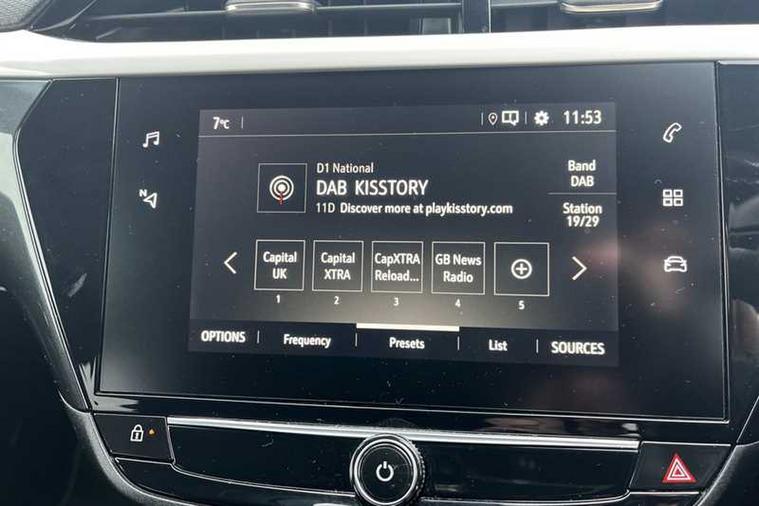 7°C
11:53
N
D1 National
DAB KISSTORY
11D Discover more at playkisstory.com
Band
DAB
Station
19/29
Capital
UK
Capital
XTRA
CapXTRA
Reload...
GB News
Radio
1
2
3
4
5
OPTIONS
Frequency
Presets
List
SOURCES